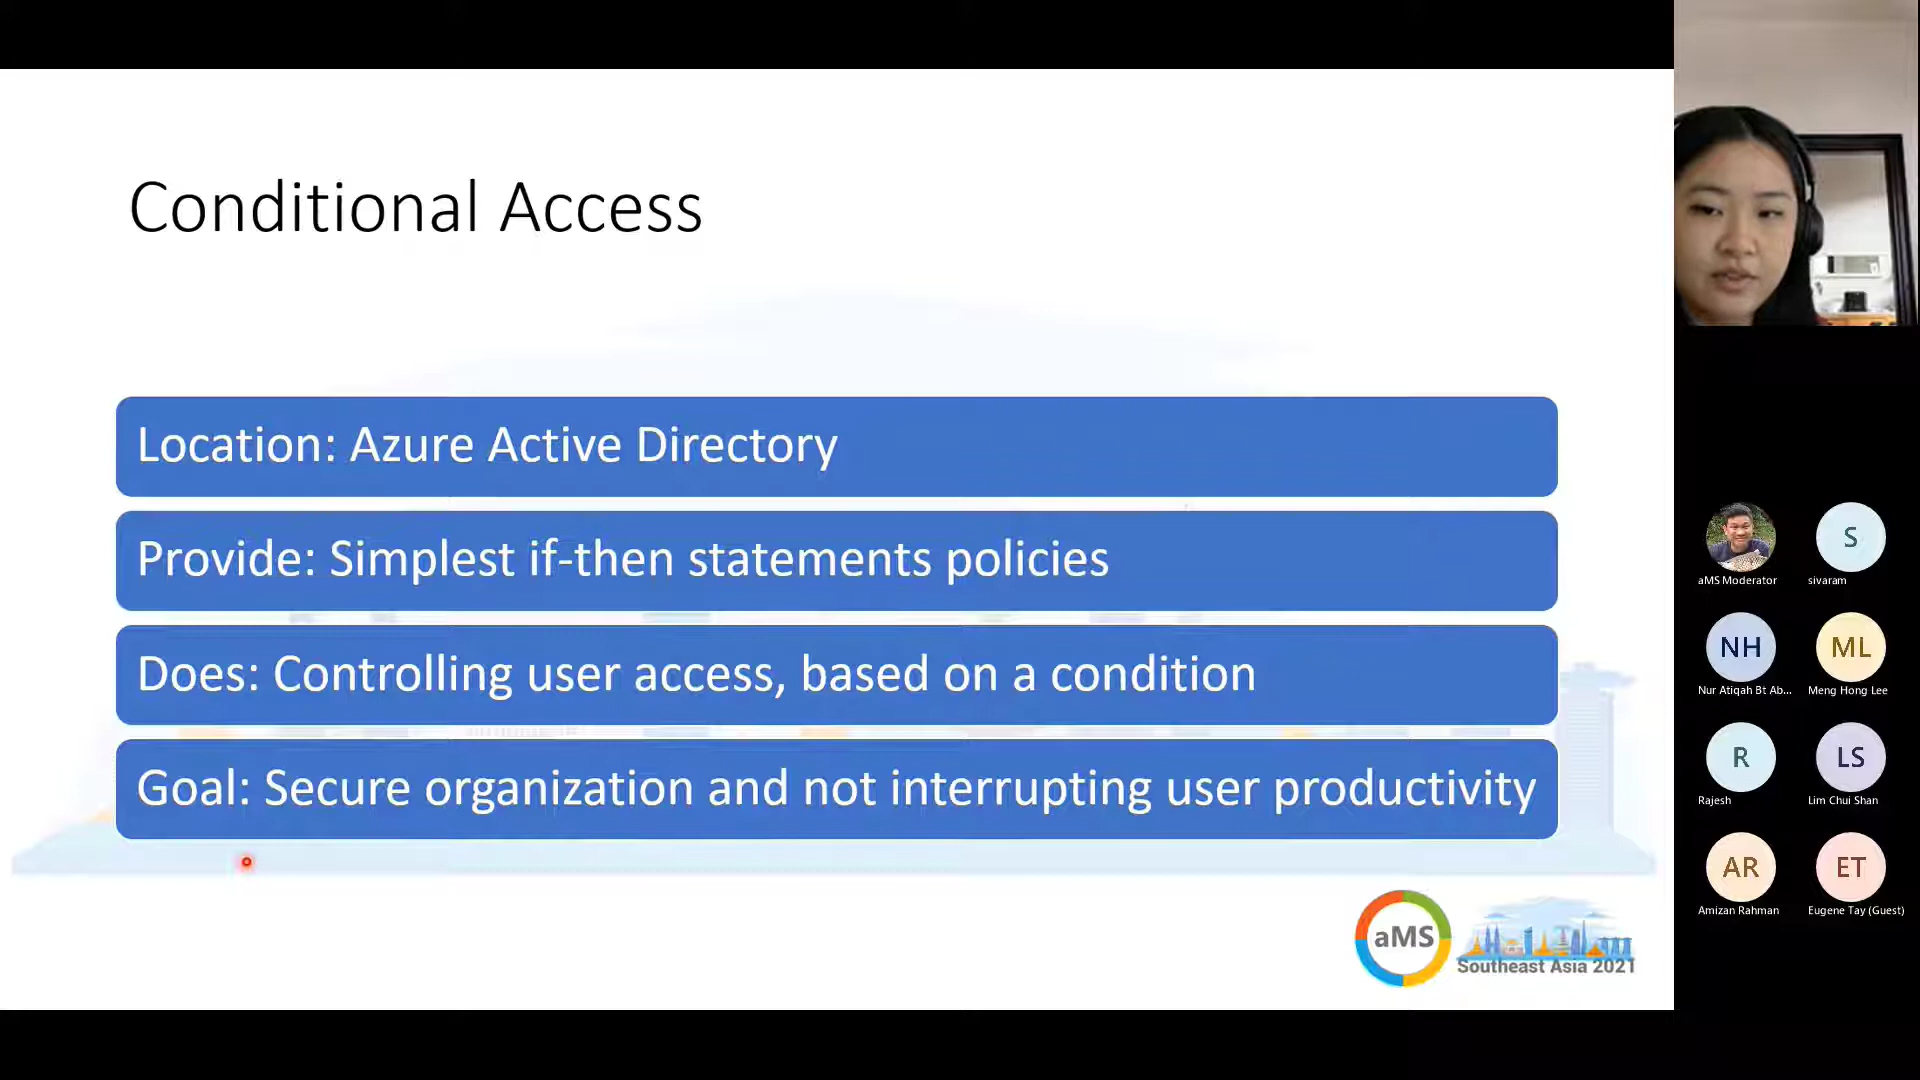 Conditional Access
Location: Azure Active Directory
Provide: Simplest if-then statements policies
Does: Controlling user access, based on a condition
Goal: Secure organization and not interrupting user productivity
aMS
Southeast Asia 2021
aMS Moderator
S
sivaram
NH
Nur Atiqah Bt Ab...
ML
Meng Hong Lee
R
Rajesh
LS
Lim Chui Shan
AR
Amizan Rahman
ET
Eugene Tay (Guest)